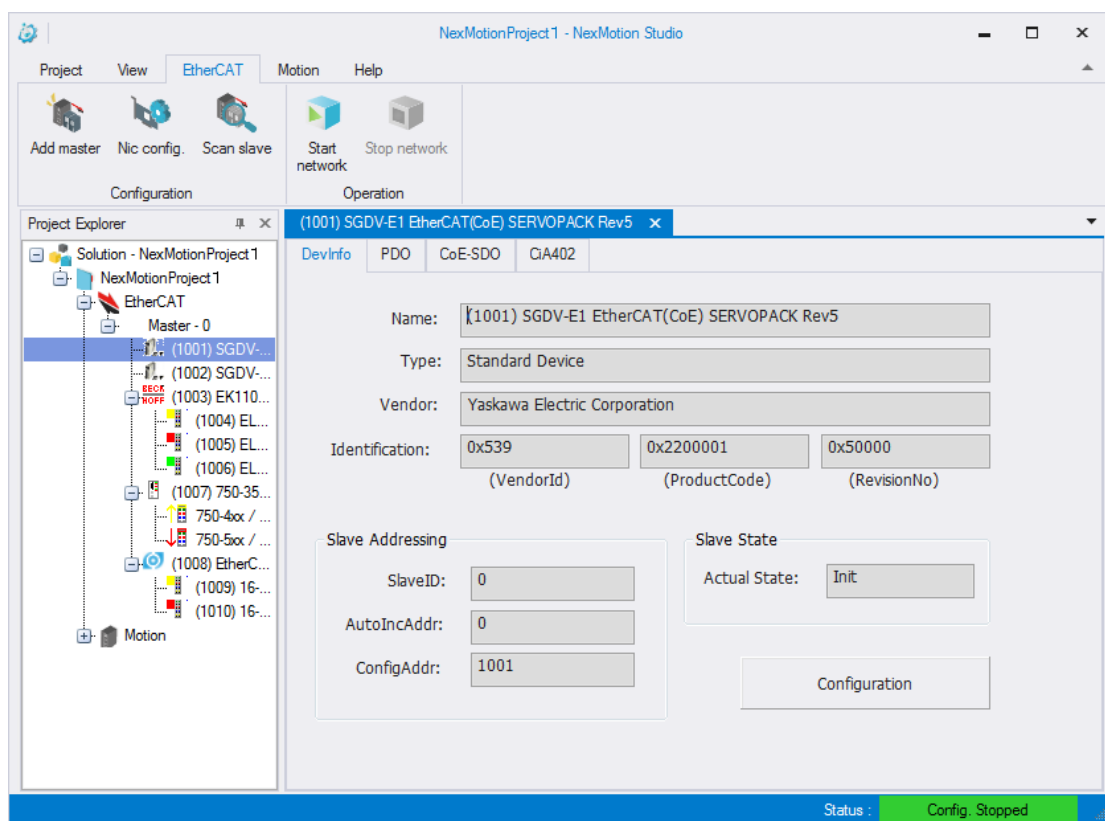 NexMotionProject1 - NexMotion Studio
Project View EtherCAT Motion Help
Add master Nic config. Scan slave Start network Stop network
Configuration Operation
Project Explorer
(1001) SGDV-E1 EtherCAT(CoE) SERVOPACK Rev5
Solution - NexMotionProject1
NexMotionProject1
EtherCAT
Master - 0
(1001) SGDV-...
(1002) SGDV-...
BECK
HOFF
(1003) EK110...
(1004) EL...
(1005) EL...
(1006) EL...
(1007) 750-35...
750-4xx / ...
750-5xx / ...
(1008) EtherC...
(1009) 16-...
(1010) 16-...
Motion
DevInfo PDO CoE-SDO CiA402
Name: (1001) SGDV-E1 EtherCAT(CoE) SERVOPACK Rev5
Type: Standard Device
Vendor: Yaskawa Electric Corporation
Identification: 0x539 0x2200001 0x50000
(VendorId) (ProductCode) (RevisionNo)
Slave Addressing
SlaveID: 0
AutoIncAddr: 0
ConfigAddr: 1001
Slave State
Actual State: Init
Configuration
Status : Config. Stopped